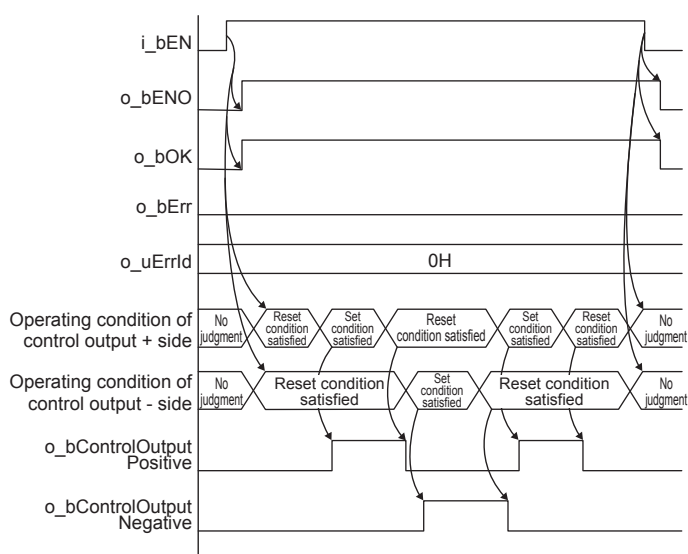 i_bEN
o_bENO
o_bOK
o_bErr
o_uErrId
0H
Operating condition of
control output + side
No
judgment
Reset
condition
satisfied
Set
condition
satisfied
Reset
condition satisfied
Set
condition
satisfied
Reset
condition
satisfied
No
judgment
Operating condition of
control output - side
No
judgment
Reset condition
satisfied
Set
condition
satisfied
Reset condition
satisfied
No
judgment
o_bControlOutput
Positive
o_bControlOutput
Negative